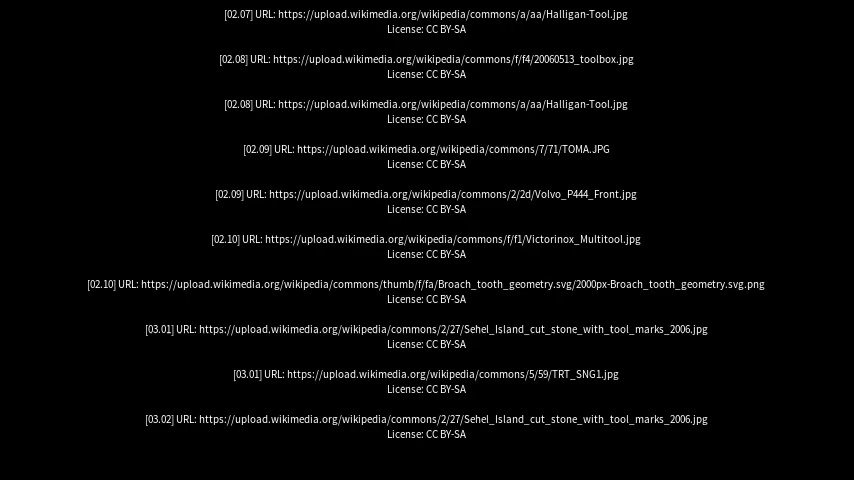 [02.07] URL: https://upload.wikimedia.org/wikipedia/commons/a/aa/Halligan-Tool.jpg
License: CC BY-SA
[02.08] URL: https://upload.wikimedia.org/wikipedia/commons/f/f4/20060513_toolbox.jpg
License: CC BY-SA
[02.08] URL: https://upload.wikimedia.org/wikipedia/commons/a/aa/Halligan-Tool.jpg
License: CC BY-SA
[02.09] URL: https://upload.wikimedia.org/wikipedia/commons/7/71/TOMA.JPG
License: CC BY-SA
[02.09] URL: https://upload.wikimedia.org/wikipedia/commons/2/2d/Volvo_P444_Front.jpg
License: CC BY-SA
[02.10] URL: https://upload.wikimedia.org/wikipedia/commons/f/f1/Victorinox_Multitool.jpg
License: CC BY-SA
[02.10] URL: https://upload.wikimedia.org/wikipedia/commons/thumb/f/fa/Broach_tooth_geometry.svg/2000px-Broach_tooth_geometry.svg.png
License: CC BY-SA
[03.01] URL: https://upload.wikimedia.org/wikipedia/commons/2/27/Sehel_Island_cut_stone_with_tool_marks_2006.jpg
License: CC BY-SA
[03.01] URL: https://upload.wikimedia.org/wikipedia/commons/5/59/TRT_SNG1.jpg
License: CC BY-SA
[03.02] URL: https://upload.wikimedia.org/wikipedia/commons/2/27/Sehel_Island_cut_stone_with_tool_marks_2006.jpg
License: CC BY-SA